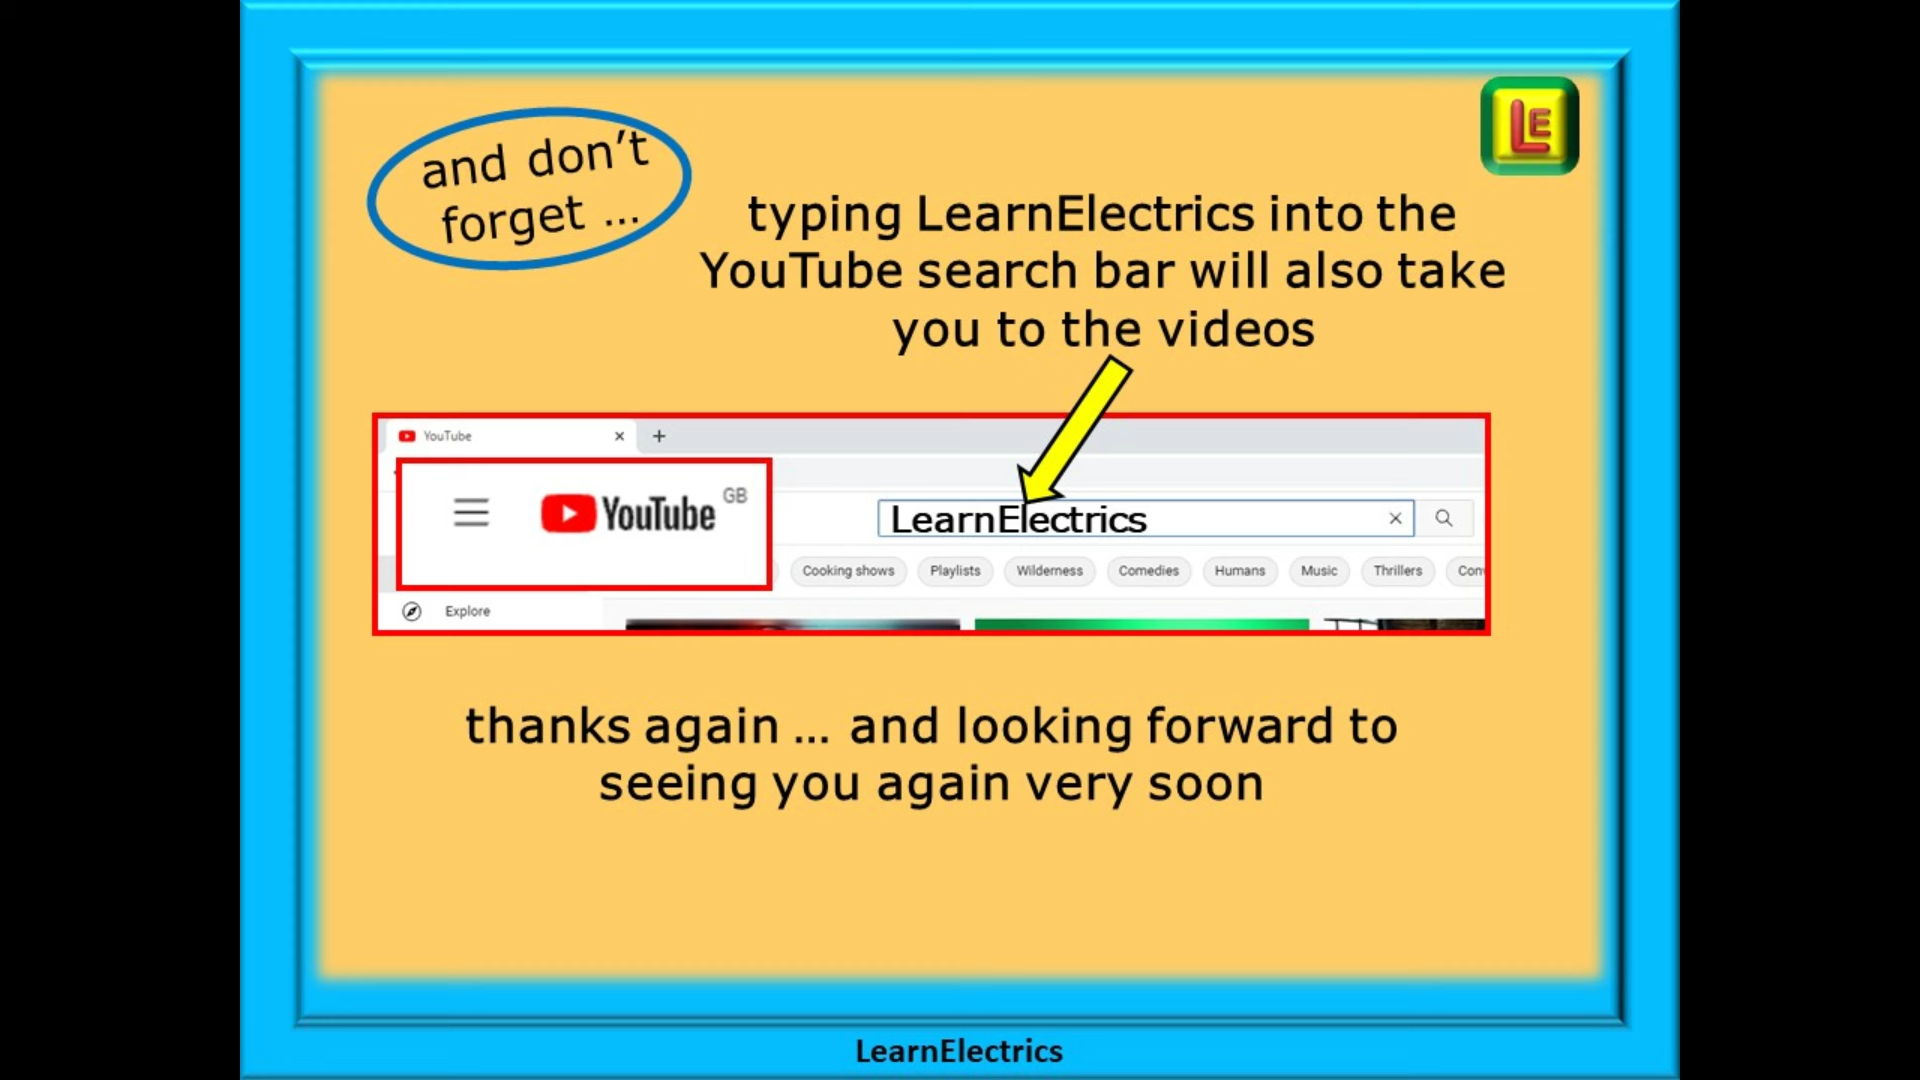 and don't
forget ...
LE
typing LearnElectrics into the
YouTube search bar will also take
you to the videos
YouTube
YouTube GB
LearnElectrics
Cooking shows Playlists Wilderness Comedies Humans Music Thrillers
Explore
thanks again ... and looking forward to
seeing you again very soon
LearnElectrics